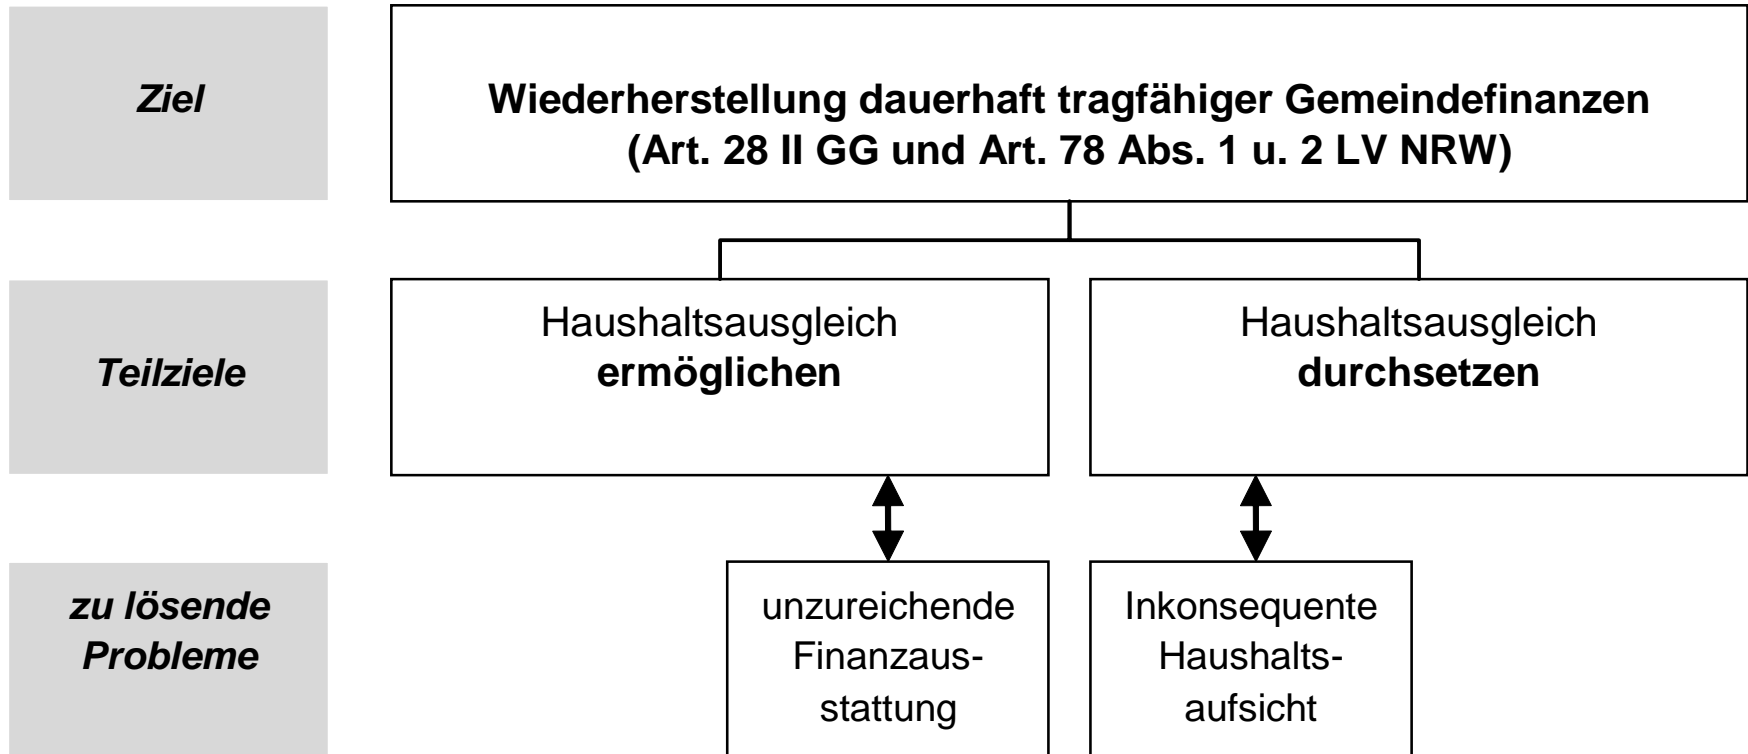 Ziel
Wiederherstellung dauerhaft tragfähiger Gemeindefinanzen
(Art. 28 II GG und Art. 78 Abs. 1 u. 2 LV NRW)
Teilziele
Haushaltsausgleich
ermöglichen
Haushaltsausgleich
durchsetzen
zu lösende
Probleme
unzureichende
Finanzaus-
stattung
Inkonsequente
Haushalts-
aufsicht